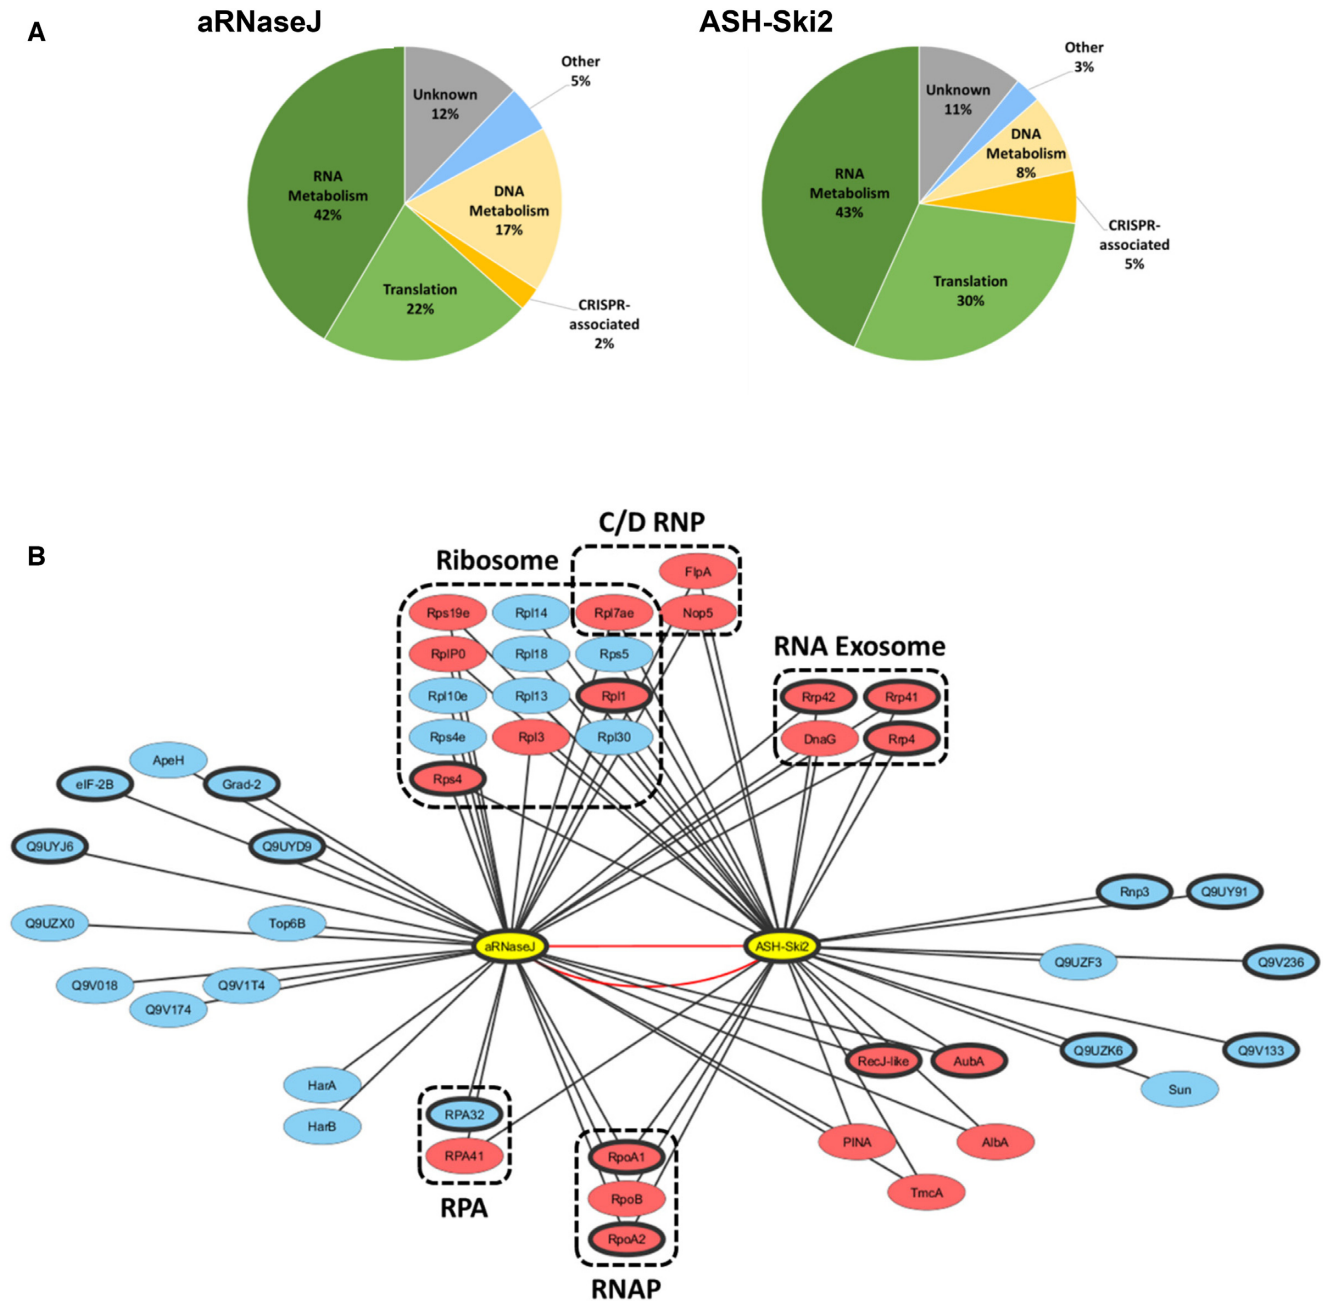 A
aRNaseJ
ASH-Ski2
Unknown
12%
Other
5%
DNA
Metabolism
17%
CRISPR-
associated
2%
Translation
22%
RNA
Metabolism
42%
Unknown
11%
Other
3%
DNA
Metabolism
8%
CRISPR-
associated
5%
Translation
30%
RNA
Metabolism
43%
B
C/D RNP
Ribosome
FlpA
Rps19e
Rpl14
Rpl7ae
Nop5
RNA Exosome
RplP0
Rpl18
Rps5
Rpl10e
Rpl13
Rpl1
Rrp42
Rrp41
Rps4e
Rpl3
Rpl30
DnaG
Rrp4
Rps4
ApeH
eIF-2B
Grad-2
Q9UYJ6
Q9UYD9
Q9UZX0
Top6B
aRNaseJ
ASH-Ski2
Rnp3
Q9UY91
Q9UZF3
Q9V236
Q9V018
Q9V1T4
Q9V174
RecJ-like
AubA
Q9UZK6
Q9V133
Sun
HarA
HarB
RPA32
RPA41
RPA
RpoA1
RpoB
RpoA2
RNAP
PINA
AlbA
TmcA